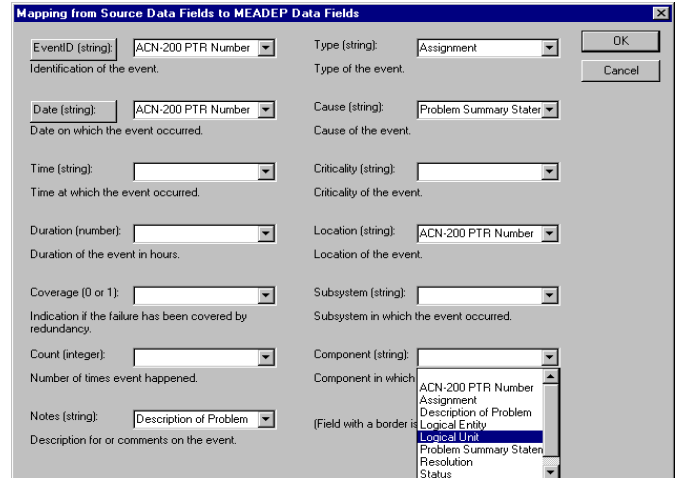 Mapping from Source Data Fields to MEADEP Data Fields
EventID (string): ACN-200 PTR Number
Identification of the event.
Type (string): Assignment
Type of the event.
OK
Cancel
Date (string): ACN-200 PTR Number
Date on which the event occurred.
Cause (string): Problem Summary Stater
Cause of the event.
Time (string):
Time at which the event occurred.
Criticality (string):
Criticality of the event.
Duration (number):
Duration of the event in hours.
Location (string): ACN-200 PTR Number
Location of the event.
Coverage (0 or 1):
Indication if the failure has been covered by
redundancy.
Subsystem (string):
Subsystem in which the event occurred.
Count (integer):
Number of times event happened.
Component (string):
Component in which
Notes (string): Description of Problem
Description for or comments on the event.
(Field with a border is
ACN-200 PTR Number
Assignment
Description of Problem
Logical Entity
Logical Unit
Problem Summary Staten
Resolution
Status